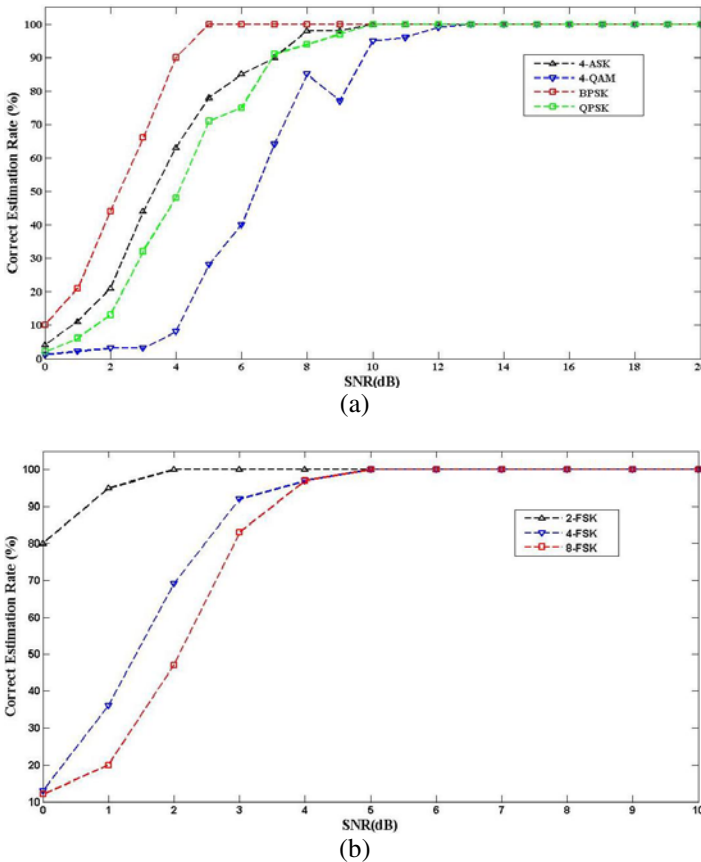 100
90
80
70
60
50
40
30
20
10
0
Correct Estimation Rate (%)
4-ASK
4-QAM
BPSK
QPSK
0 2 4 6 8 10 12 14 16 18 20
SNR(dB)
(a)
100
90
80
70
60
50
40
30
20
10
Correct Estimation Rate (%)
2-FSK
4-FSK
8-FSK
0 1 2 3 4 5 6 7 8 9 10
SNR(dB)
(b)